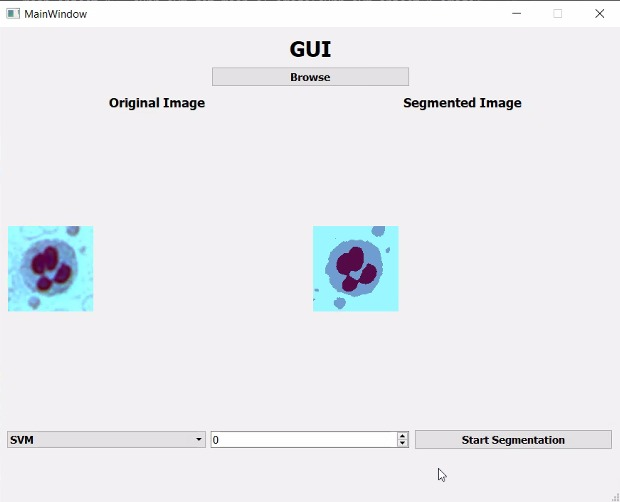 MainWindow
GUI
Browse
Original Image
Segmented Image
SVM
0
Start Segmentation